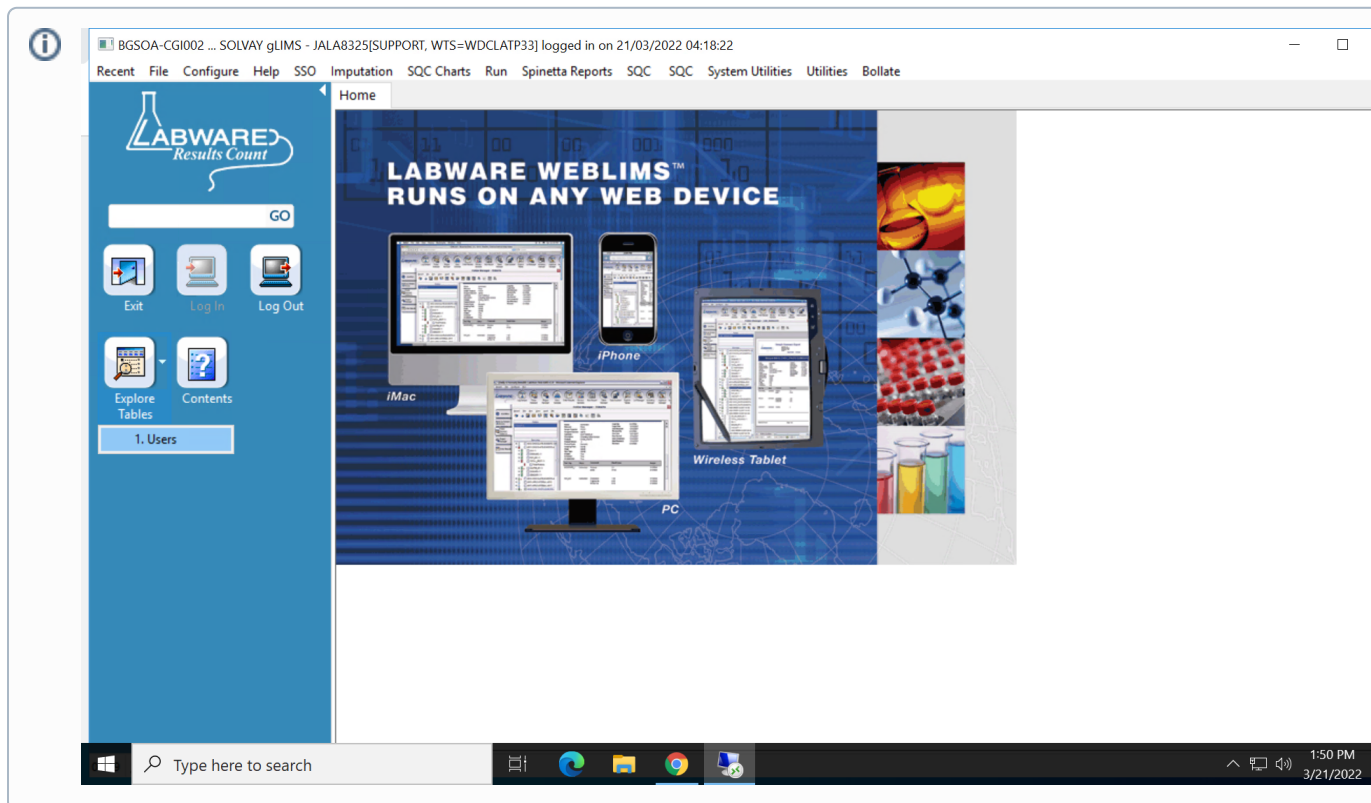 BGSOA-CGI002 ... SOLVAY gLIMS - JALA8325[SUPPORT, WTS=WDCLATP33] logged in on 21/03/2022 04:18:22
Recent File Configure Help SSO Imputation SQC Charts Run Spinetta Reports SQC SQC System Utilities Utilities Bollate
Home
LABWARE
Results Count
GO
Exit Log In Log Out
Explore Tables
Contents
1. Users
LABWARE WEBLIMS™
RUNS ON ANY WEB DEVICE
iPhone
iMac
Wireless Tablet
PC
Type here to search
1:50 PM
3/21/2022